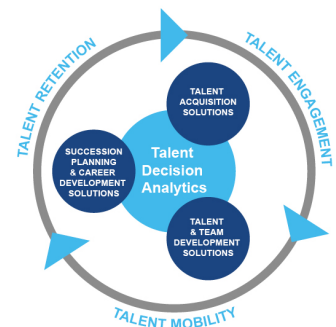 TALENT RETENTION
TALENT ENGAGEMENT
TALENT
ACQUISITION
SOLUTIONS
SUCCESSION
PLANNING
& CAREER
DEVELOPMENT
SOLUTIONS
Talent
Decision
Analytics
TALENT
& TEAM
DEVELOPMENT
SOLUTIONS
TALENT MOBILITY